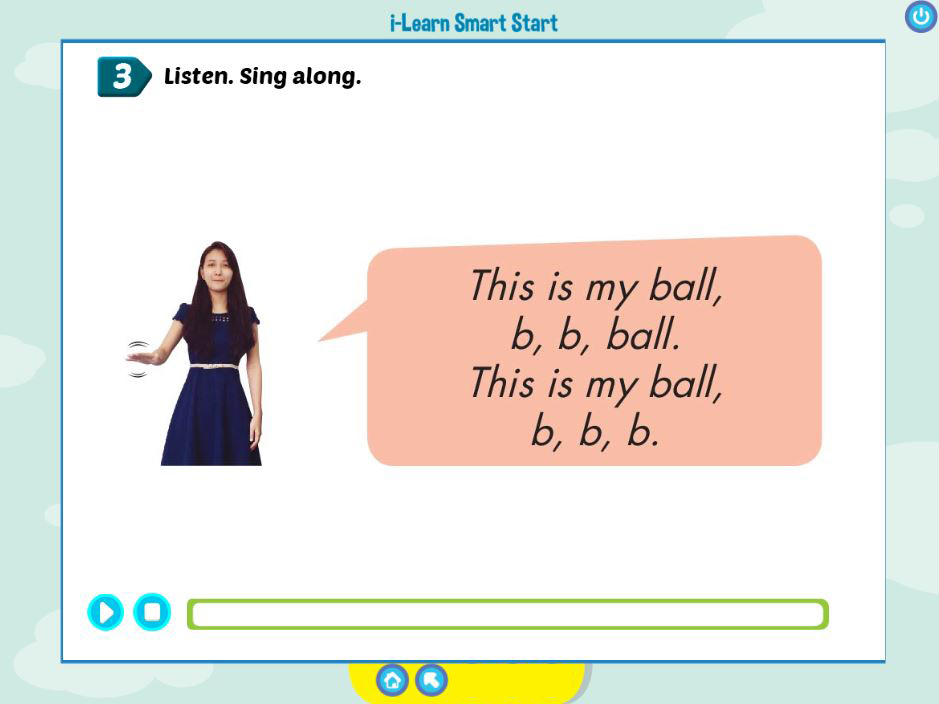 i-Learn Smart Start
3 Listen. Sing along.
This is my ball,
b, b, ball.
This is my ball,
b, b, b.